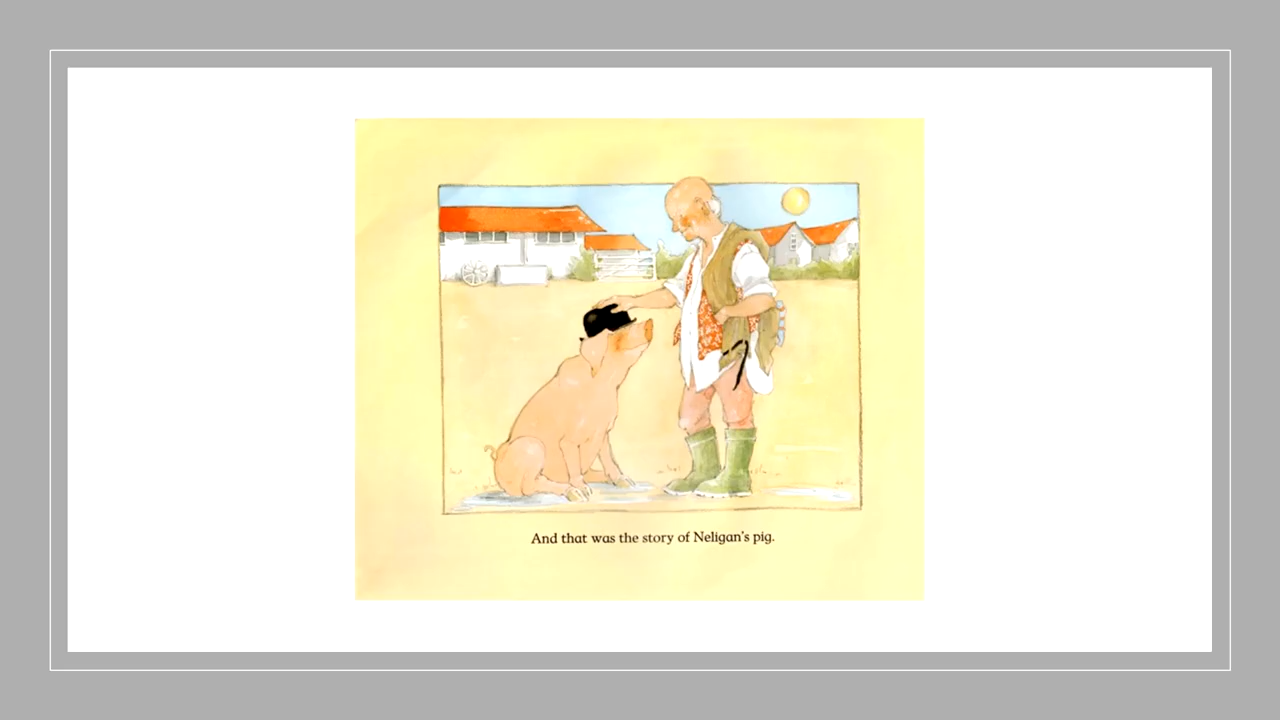 And that was the story of Neligan's pig.